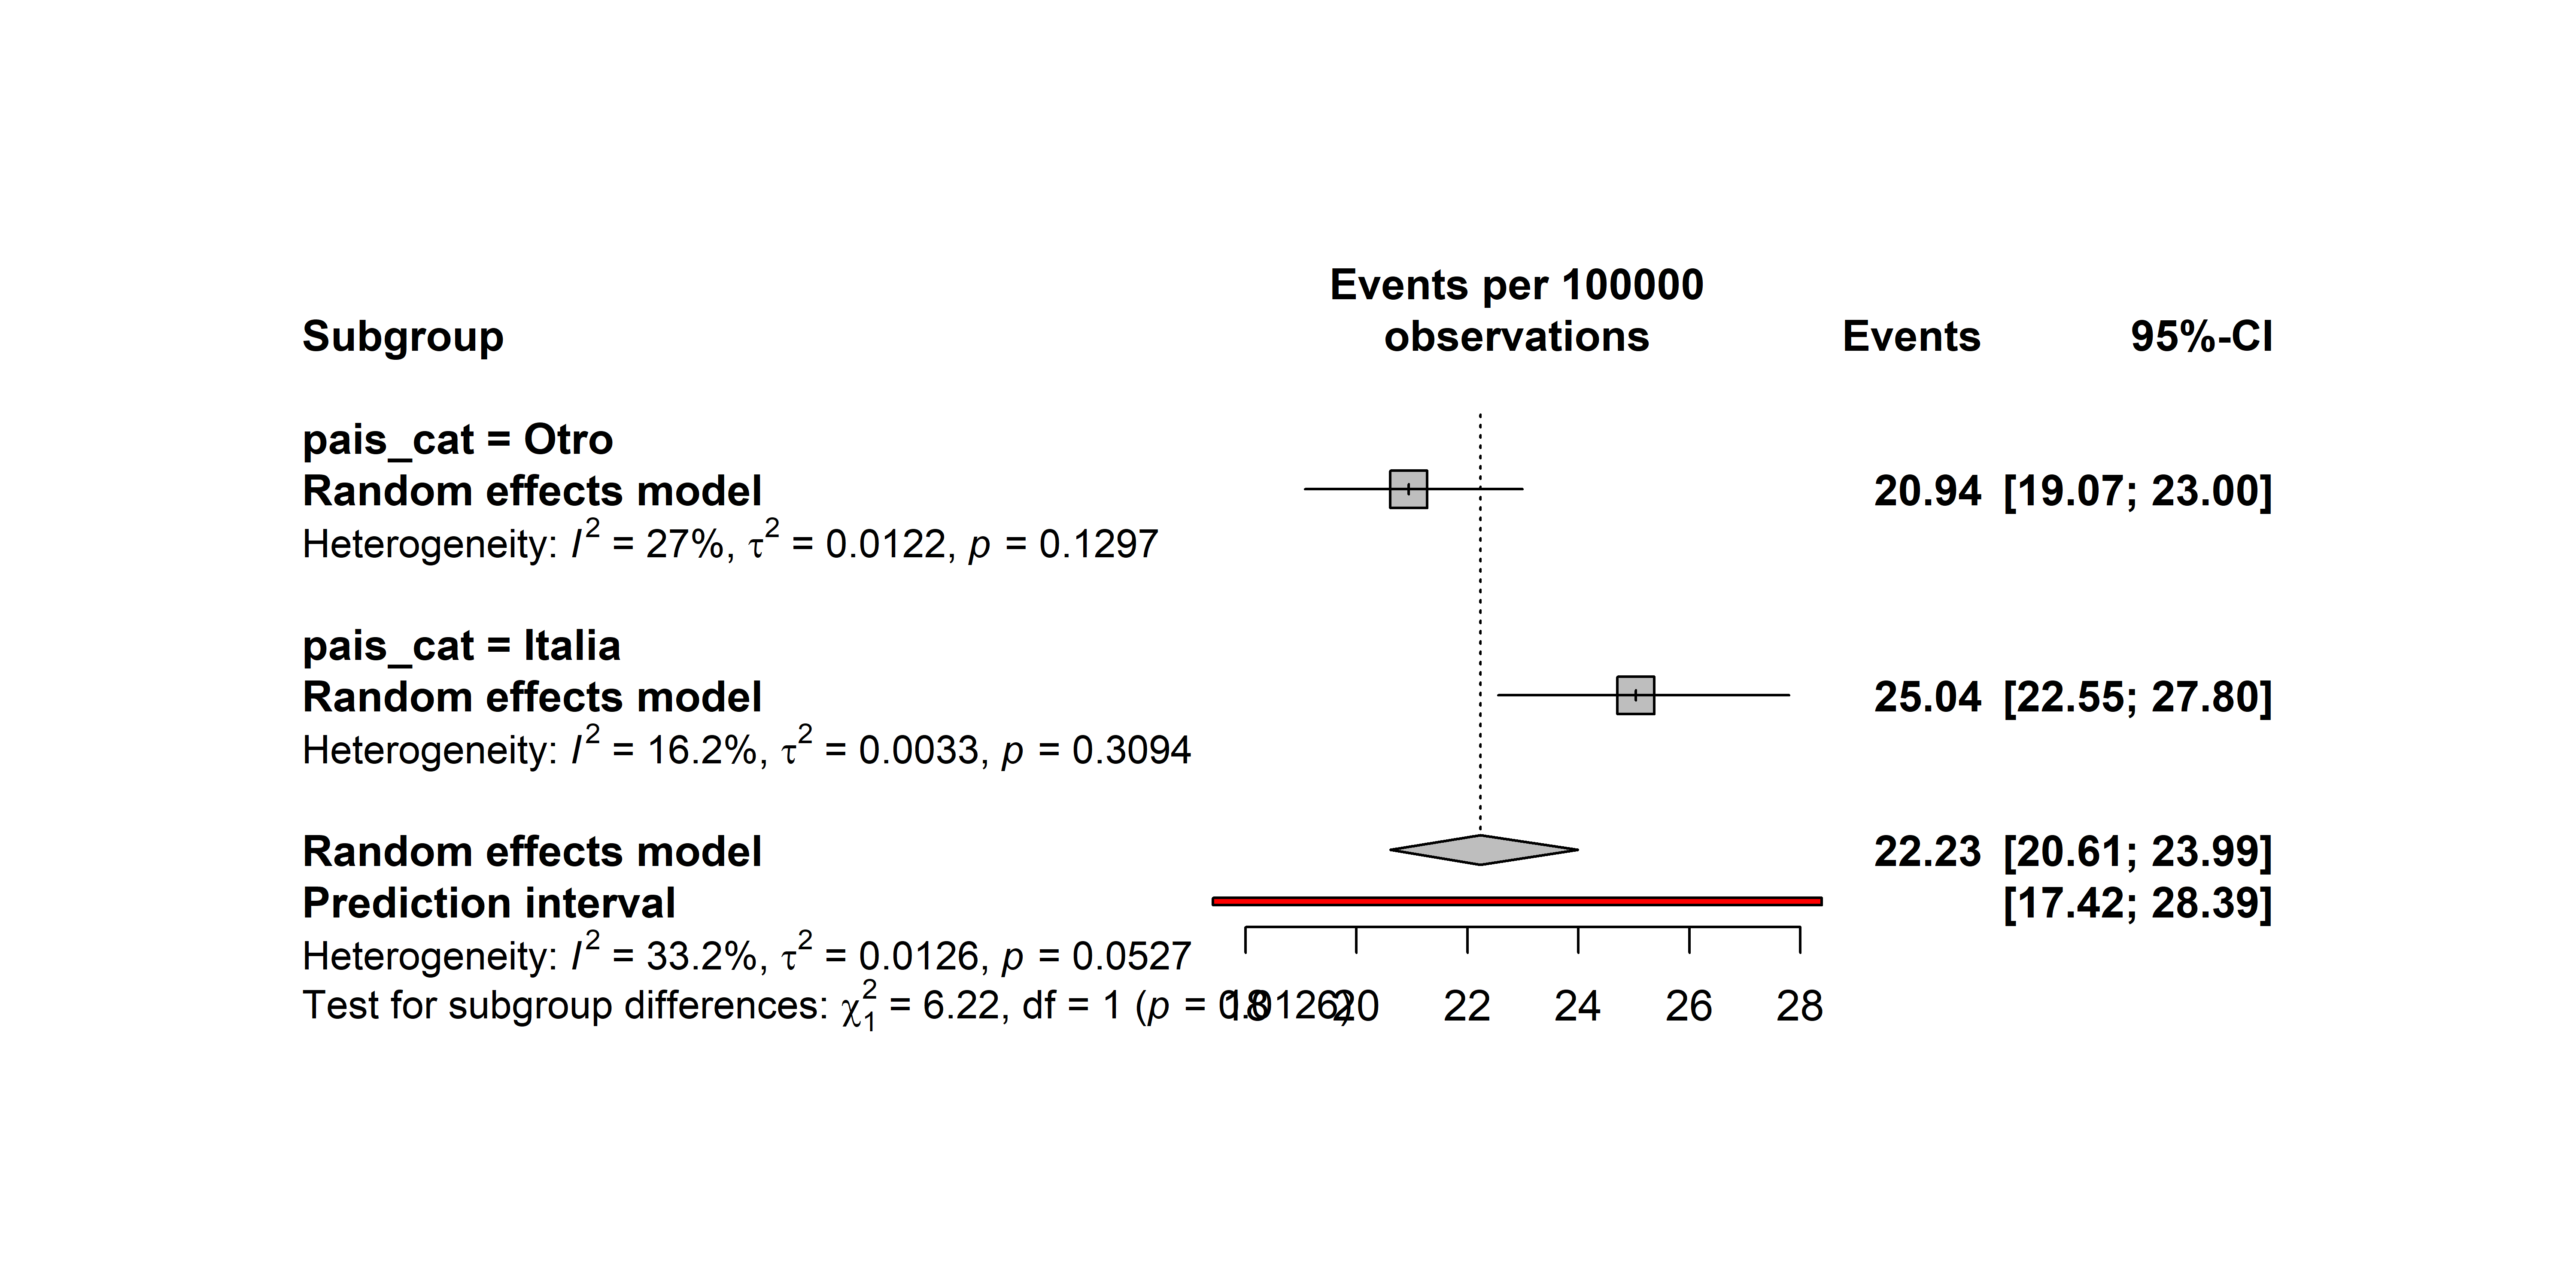 Events per 100000
Subgroup observations Events 95%-CI
pais_cat = Otro
Random effects model 20.94 [19.07; 23.00]
Heterogeneity: I² = 27%, τ² = 0.0122, p = 0.1297
pais_cat = Italia
Random effects model 25.04 [22.55; 27.80]
Heterogeneity: I² = 16.2%, τ² = 0.0033, p = 0.3094
Random effects model 22.23 [20.61; 23.99]
Prediction interval [17.42; 28.39]
Heterogeneity: I² = 33.2%, τ² = 0.0126, p = 0.0527
Test for subgroup differences: χ₁² = 6.22, df = 1 (p = 0.0126)
18 20 22 24 26 28